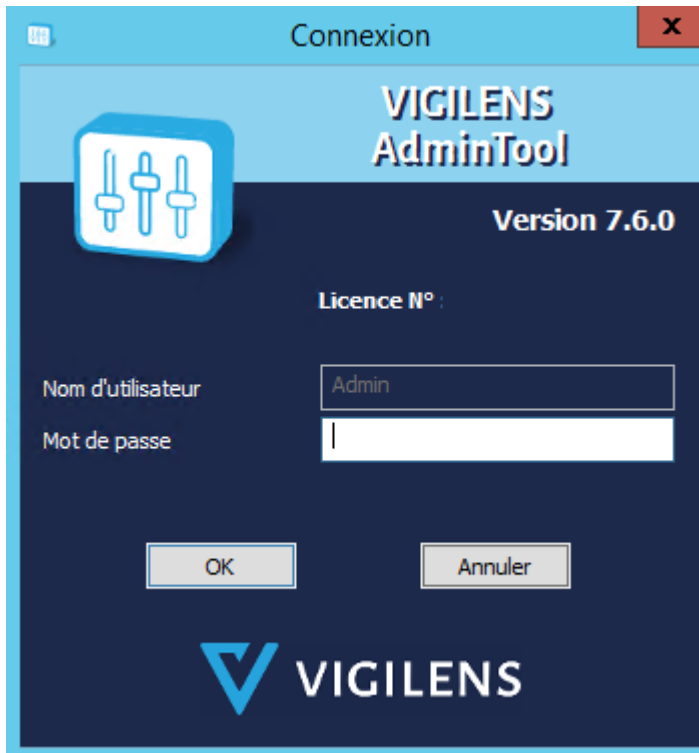 Connexion
x
VIGILENS
AdminTool
Version 7.6.0
Licence N° :
Nom d'utilisateur
Admin
Mot de passe
OK
Annuler
VIGILENS